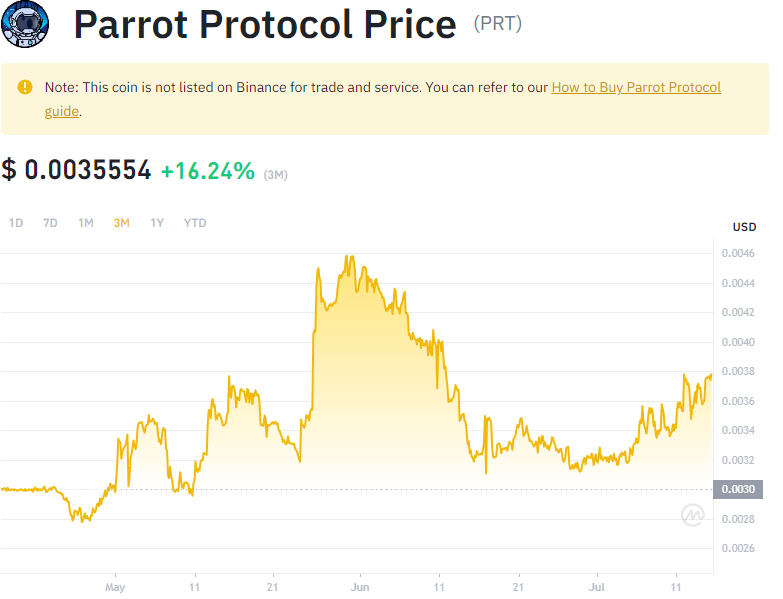 Parrot Protocol Price (PRT)
Note: This coin is not listed on Binance for trade and service. You can refer to our How to Buy Parrot Protocol
guide.
$ 0.0035554 +16.24% (3M)
1D 7D 1M 3M 1Y YTD
USD
0.0046
0.0044
0.0042
0.0040
0.0038
0.0036
0.0034
0.0032
0.0030
0.0028
0.0026
May 11 21 Jun 11 21 Jul 11